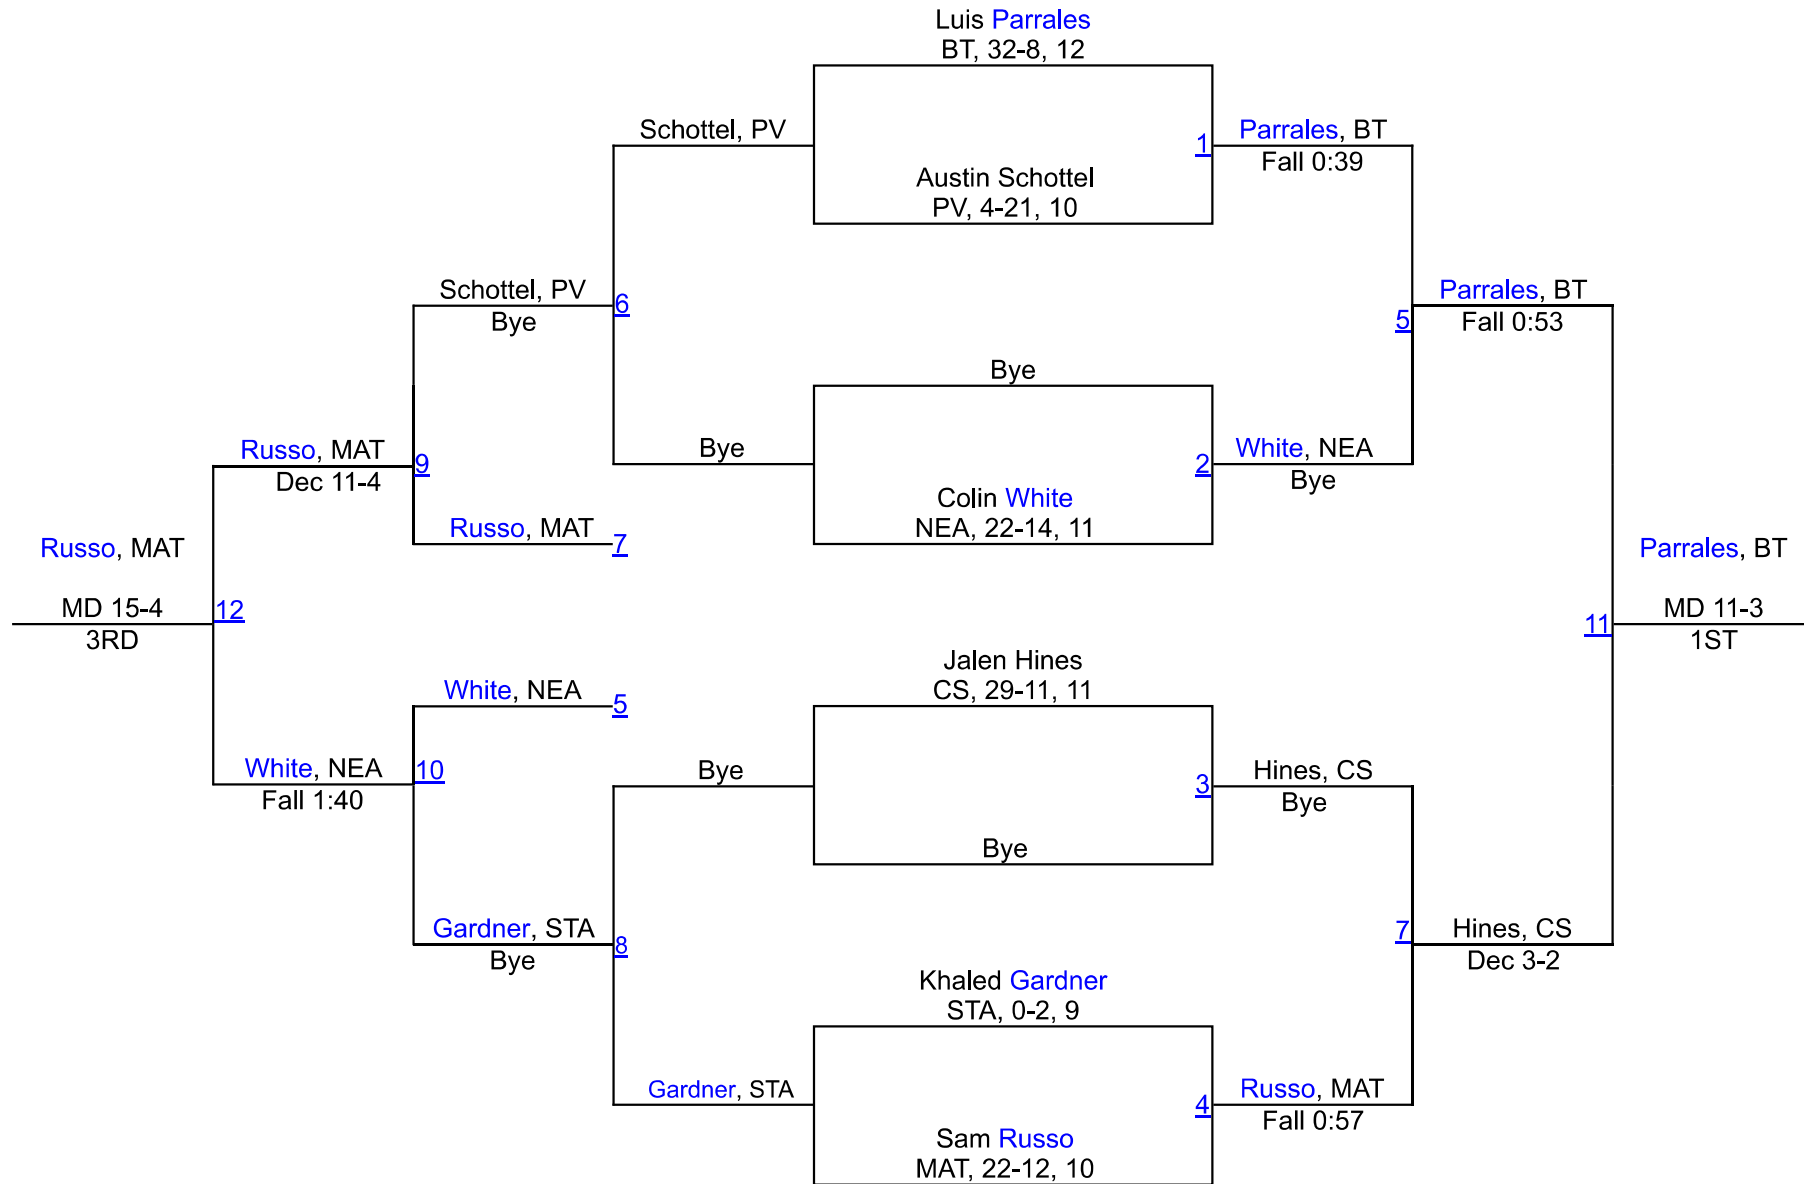 Luis Parrales
BT, 32-8, 12
Schottel, PV
1
Parrales, BT
Fall 0:39
Austin Schottel
PV, 4-21, 10
Schottel, PV
Bye
6
5
Parrales, BT
Fall 0:53
Bye
Russo, MAT
Dec 11-4
9
Bye
2
White, NEA
Bye
Colin White
NEA, 22-14, 11
Russo, MAT
7
Russo, MAT
MD 15-4
3RD
12
Parrales, BT
MD 11-3
1ST
11
Jalen Hines
CS, 29-11, 11
White, NEA
5
White, NEA
Fall 1:40
10
Bye
3
Hines, CS
Bye
Bye
Gardner, STA
Bye
8
7
Hines, CS
Dec 3-2
Khaled Gardner
STA, 0-2, 9
Gardner, STA
4
Russo, MAT
Fall 0:57
Sam Russo
MAT, 22-12, 10